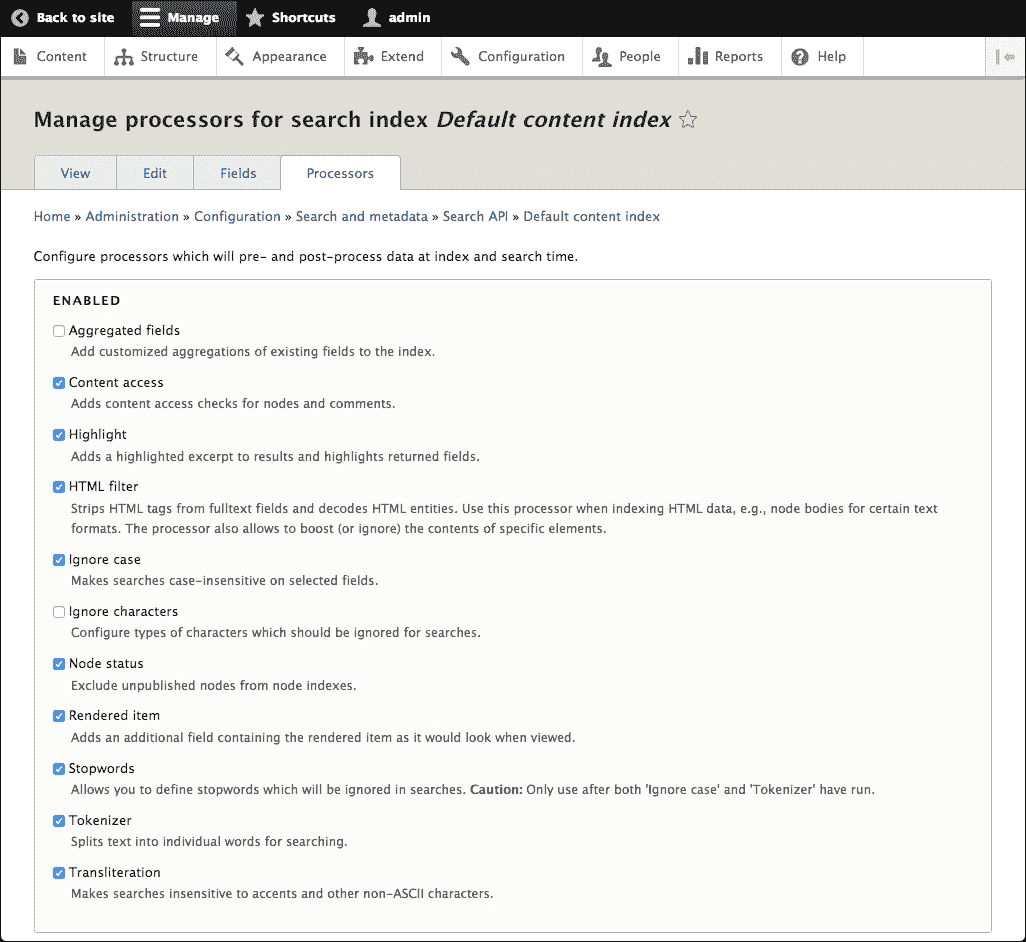 Back to site Manage Shortcuts admin
Content Structure Appearance Extend Configuration People Reports Help
Manage processors for search index Default content index
View Edit Fields Processors
Home » Administration » Configuration » Search and metadata » Search API » Default content index
Configure processors which will pre- and post-process data at index and search time.
ENABLED
Aggregated fields
Add customized aggregations of existing fields to the index.
Content access
Adds content access checks for nodes and comments.
Highlight
Adds a highlighted excerpt to results and highlights returned fields.
HTML filter
Strips HTML tags from fulltext fields and decodes HTML entities. Use this processor when indexing HTML data, e.g., node bodies for certain text
formats. The processor also allows to boost (or ignore) the contents of specific elements.
Ignore case
Makes searches case-insensitive on selected fields.
Ignore characters
Configure types of characters which should be ignored for searches.
Node status
Exclude unpublished nodes from node indexes.
Rendered item
Adds an additional field containing the rendered item as it would look when viewed.
Stopwords
Allows you to define stopwords which will be ignored in searches. Caution: Only use after both 'Ignore case' and 'Tokenizer' have run.
Tokenizer
Splits text into individual words for searching.
Transliteration
Makes searches insensitive to accents and other non-ASCII characters.